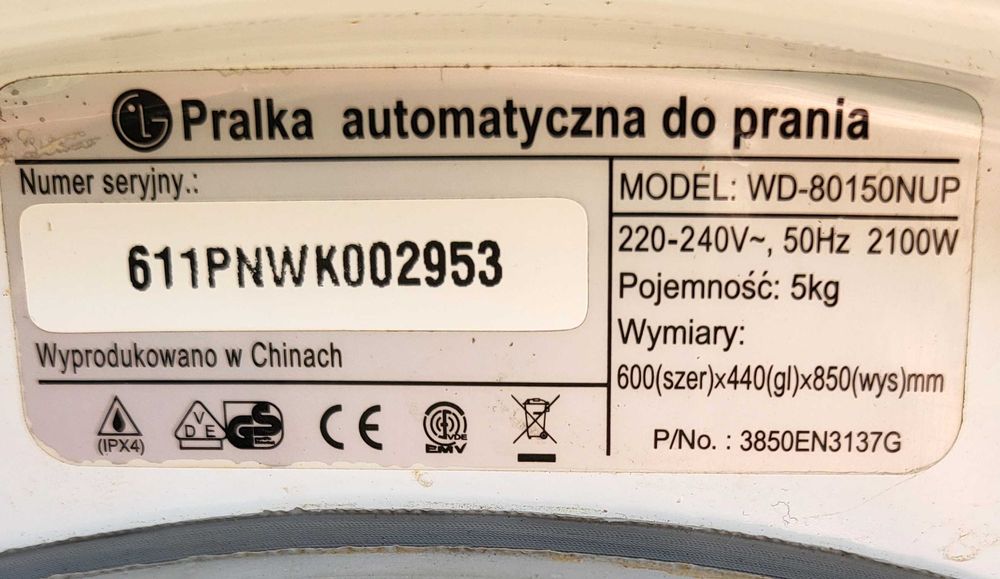 LG Pralka automatyczna do prania
Numer seryjny.:
611PNWK002953
Wyprodukowano w Chinach
MODEL: WD-80150NUP
220-240V~, 50Hz 2100W
Pojemność: 5kg
Wymiary:
600(szer)x440(gl)x850(wys)mm
P/No. : 3850EN3137G
(IPX4)
VDE
GS
CE
VDE
EMV